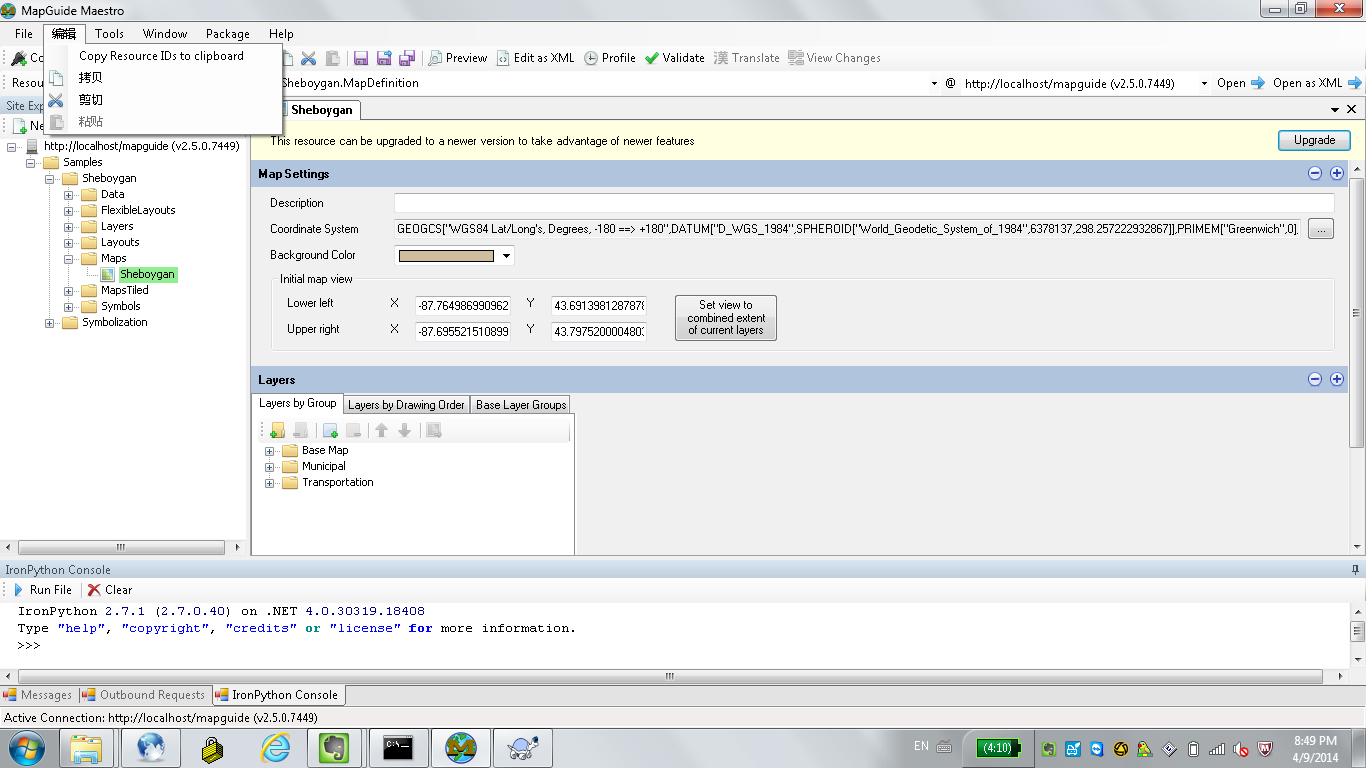 MapGuide Maestro
File 编辑 Tools Window Package Help
Copy Resource IDs to clipboard
拷贝
剪切
粘贴
Preview Edit as XML Profile Validate Translate View Changes
Sheboygan.MapDefinition @ http://localhost/mapguide (v2.5.0.7449) Open Open as XML
Sheboygan
This resource can be upgraded to a newer version to take advantage of newer features Upgrade
http://localhost/mapguide (v2.5.0.7449)
Samples
Sheboygan
Data
FlexibleLayouts
Layers
Layouts
Maps
Sheboygan
MapsTiled
Symbols
Symbolization
Map Settings
Description
Coordinate System GEOGCS["WGS84 Lat/Long's, Degrees, -180 ==> +180",DATUM["D_WGS_1984",SPHEROID["World_Geodetic_System_of_1984",6378137,298.257222932867]],PRIMEM["Greenwich",0], ...
Background Color
Initial map view
Lower left X -87.764986990962 Y 43.691398128787
Upper right X -87.695521510899 Y 43.797520000480
Set view to
combined extent
of current layers
Layers
Layers by Group Layers by Drawing Order Base Layer Groups
Base Map
Municipal
Transportation
IronPython Console
Run File Clear
IronPython 2.7.1 (2.7.0.40) on .NET 4.0.30319.18408
Type "help", "copyright", "credits" or "license" for more information.
>>>
Messages Outbound Requests IronPython Console
Active Connection: http://localhost/mapguide (v2.5.0.7449)
EN (4:10) 8:49 PM
4/9/2014